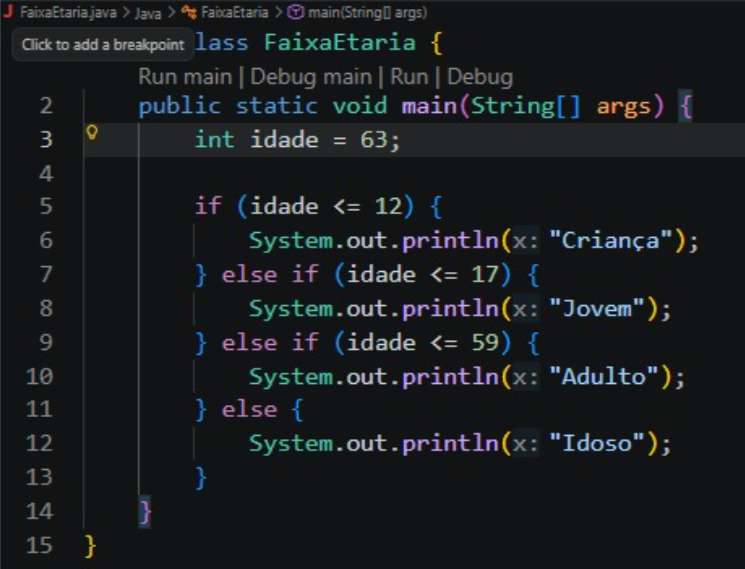 J FaixaEtaria.java > Java > FaixaEtaria > main(String[] args)
Click to add a breakpoint lass FaixaEtaria {
Run main | Debug main | Run | Debug
2 public static void main(String[] args) {
3 int idade = 63;
4
5 if (idade <= 12) {
6 System.out.println(x: "Criança");
7 } else if (idade <= 17) {
8 System.out.println(x: "Jovem");
9 } else if (idade <= 59) {
10 System.out.println(x: "Adulto");
11 } else {
12 System.out.println(x: "Idoso");
13 }
14 }
15 }